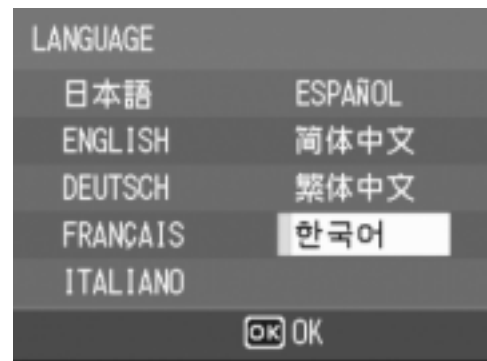 LANGUAGE
日本語 ESPAÑOL
ENGLISH 简体中文
DEUTSCH 繁体中文
FRANÇAIS 한국어
ITALIANO
OK OK